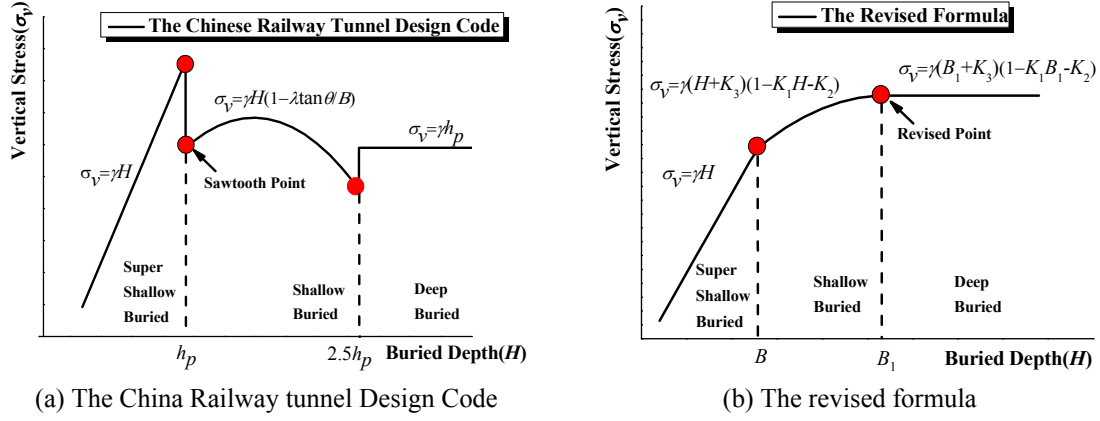 The Chinese Railway Tunnel Design Code
Vertical Stress(σv)
σv=γH(1−λtanθ/B)
σv=γhp
σv=γH
Sawtooth Point
Super
Shallow
Buried
Shallow
Buried
Deep
Buried
hp
2.5hp
Buried Depth(H)
(a) The China Railway tunnel Design Code
The Revised Formula
Vertical Stress(σv)
σv=γ(H+K3)(1−K1H-K2)
σv=γ(B1+K3)(1−K1B1-K2)
Revised Point
σv=γH
Super
Shallow
Buried
Shallow
Buried
Deep
Buried
B
B1
Buried Depth(H)
(b) The revised formula